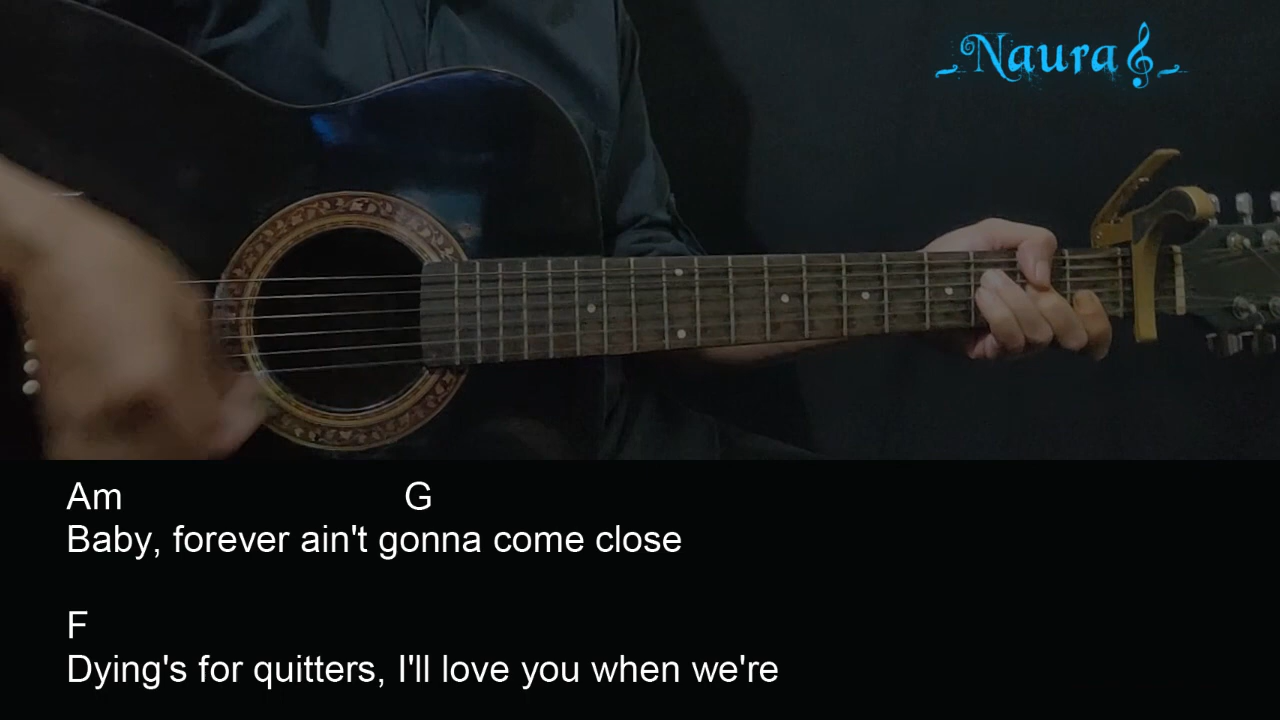 Naura
Am G
Baby, forever ain't gonna come close
F
Dying's for quitters, I'll love you when we're